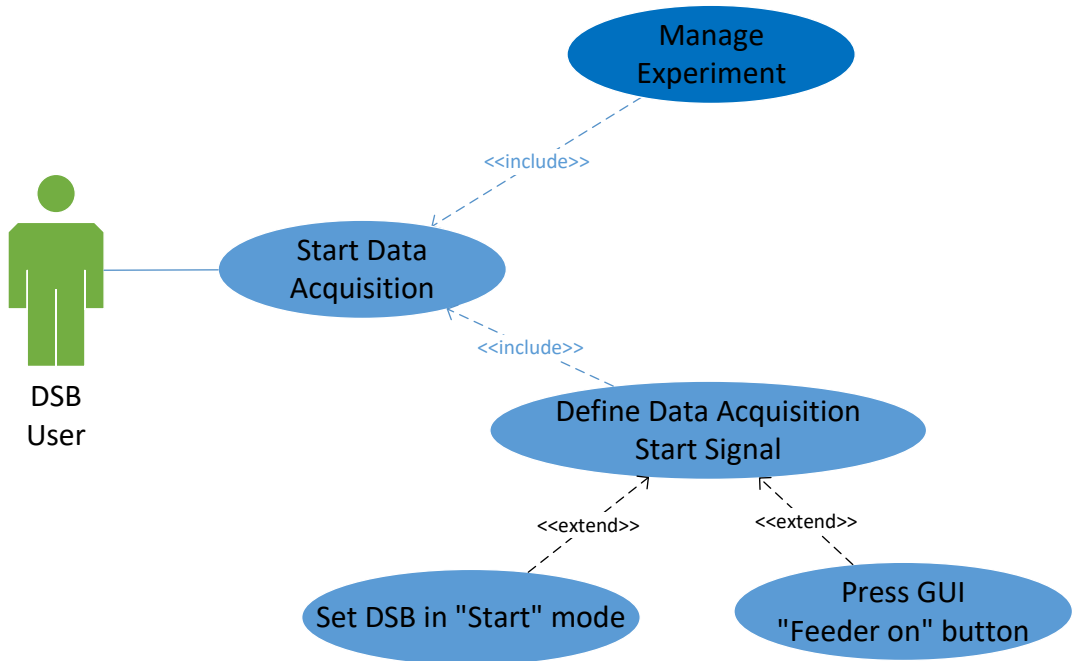 Manage
Experiment
<<include>>
Start Data
Acquisition
<<include>>
DSB
User
Define Data Acquisition
Start Signal
<<extend>>
<<extend>>
Set DSB in "Start" mode
Press GUI
"Feeder on" button